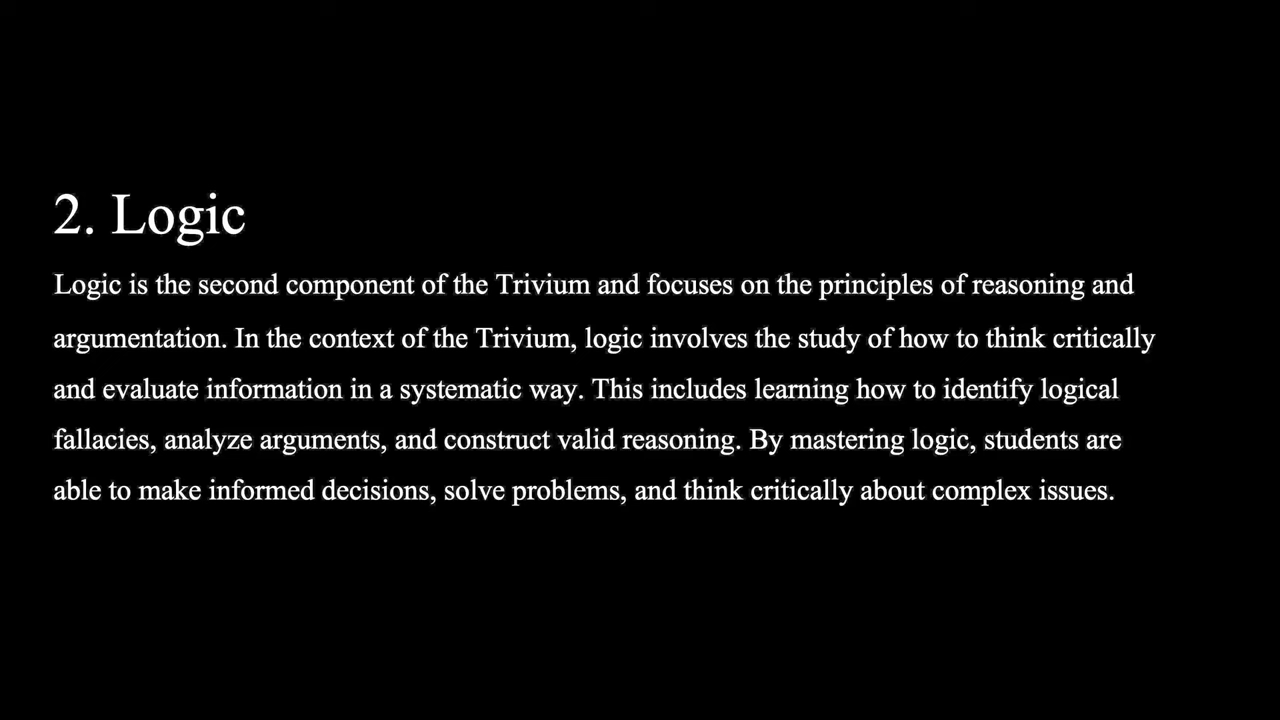 2. Logic
Logic is the second component of the Trivium and focuses on the principles of reasoning and
argumentation. In the context of the Trivium, logic involves the study of how to think critically
and evaluate information in a systematic way. This includes learning how to identify logical
fallacies, analyze arguments, and construct valid reasoning. By mastering logic, students are
able to make informed decisions, solve problems, and think critically about complex issues.